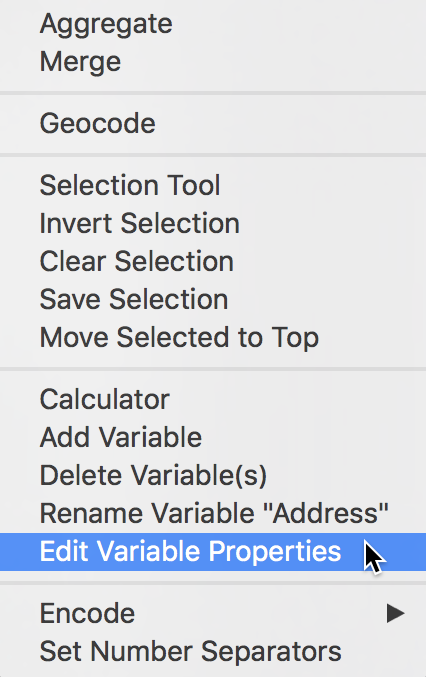 Aggregate
Merge
Geocode
Selection Tool
Invert Selection
Clear Selection
Save Selection
Move Selected to Top
Calculator
Add Variable
Delete Variable(s)
Rename Variable "Address"
Edit Variable Properties
Encode
Set Number Separators